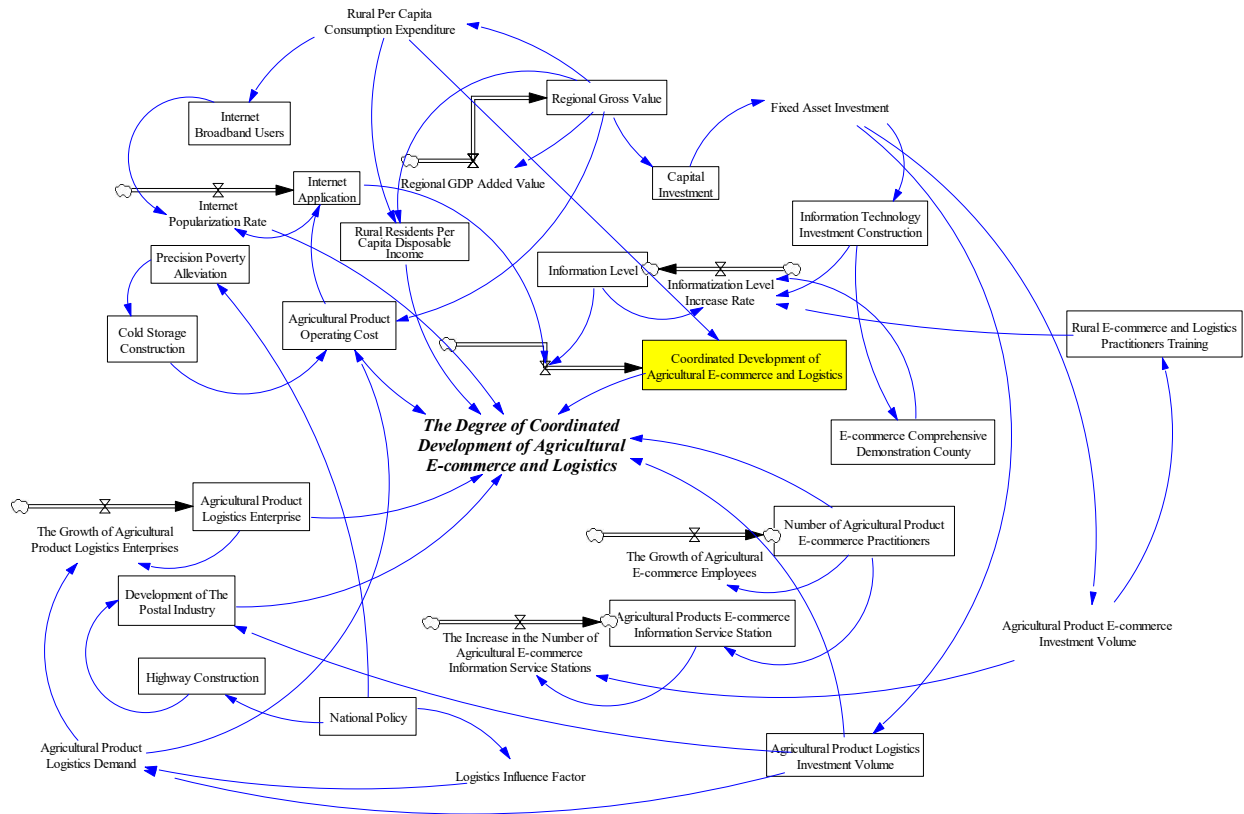 Rural Per Capita
Consumption Expenditure
Internet
Broadband Users
Regional Gross Value
Fixed Asset Investment
Regional GDP Added Value
Capital
Investment
Internet
Application
Internet
Popularization Rate
Information Technology
Investment Construction
Rural Residents Per
Capita Disposable
Income
Precision Poverty
Alleviation
Information Level
Informatization Level
Increase Rate
Cold Storage
Construction
Agricultural Product
Operating Cost
Rural E-commerce and Logistics
Practitioners Training
Coordinated Development of
Agricultural E-commerce and Logistics
The Degree of Coordinated
Development of Agricultural
E-commerce and Logistics
E-commerce Comprehensive
Demonstration County
Agricultural Product
Logistics Enterprise
The Growth of Agricultural
Product Logistics Enterprises
Number of Agricultural Product
E-commerce Practitioners
The Growth of Agricultural
E-commerce Employees
Development of The
Postal Industry
Agricultural Products E-commerce
Information Service Station
The Increase in the Number of
Agricultural E-commerce
Information Service Stations
Agricultural Product E-commerce
Investment Volume
Highway Construction
National Policy
Agricultural Product
Logistics Demand
Logistics Influence Factor
Agricultural Product Logistics
Investment Volume